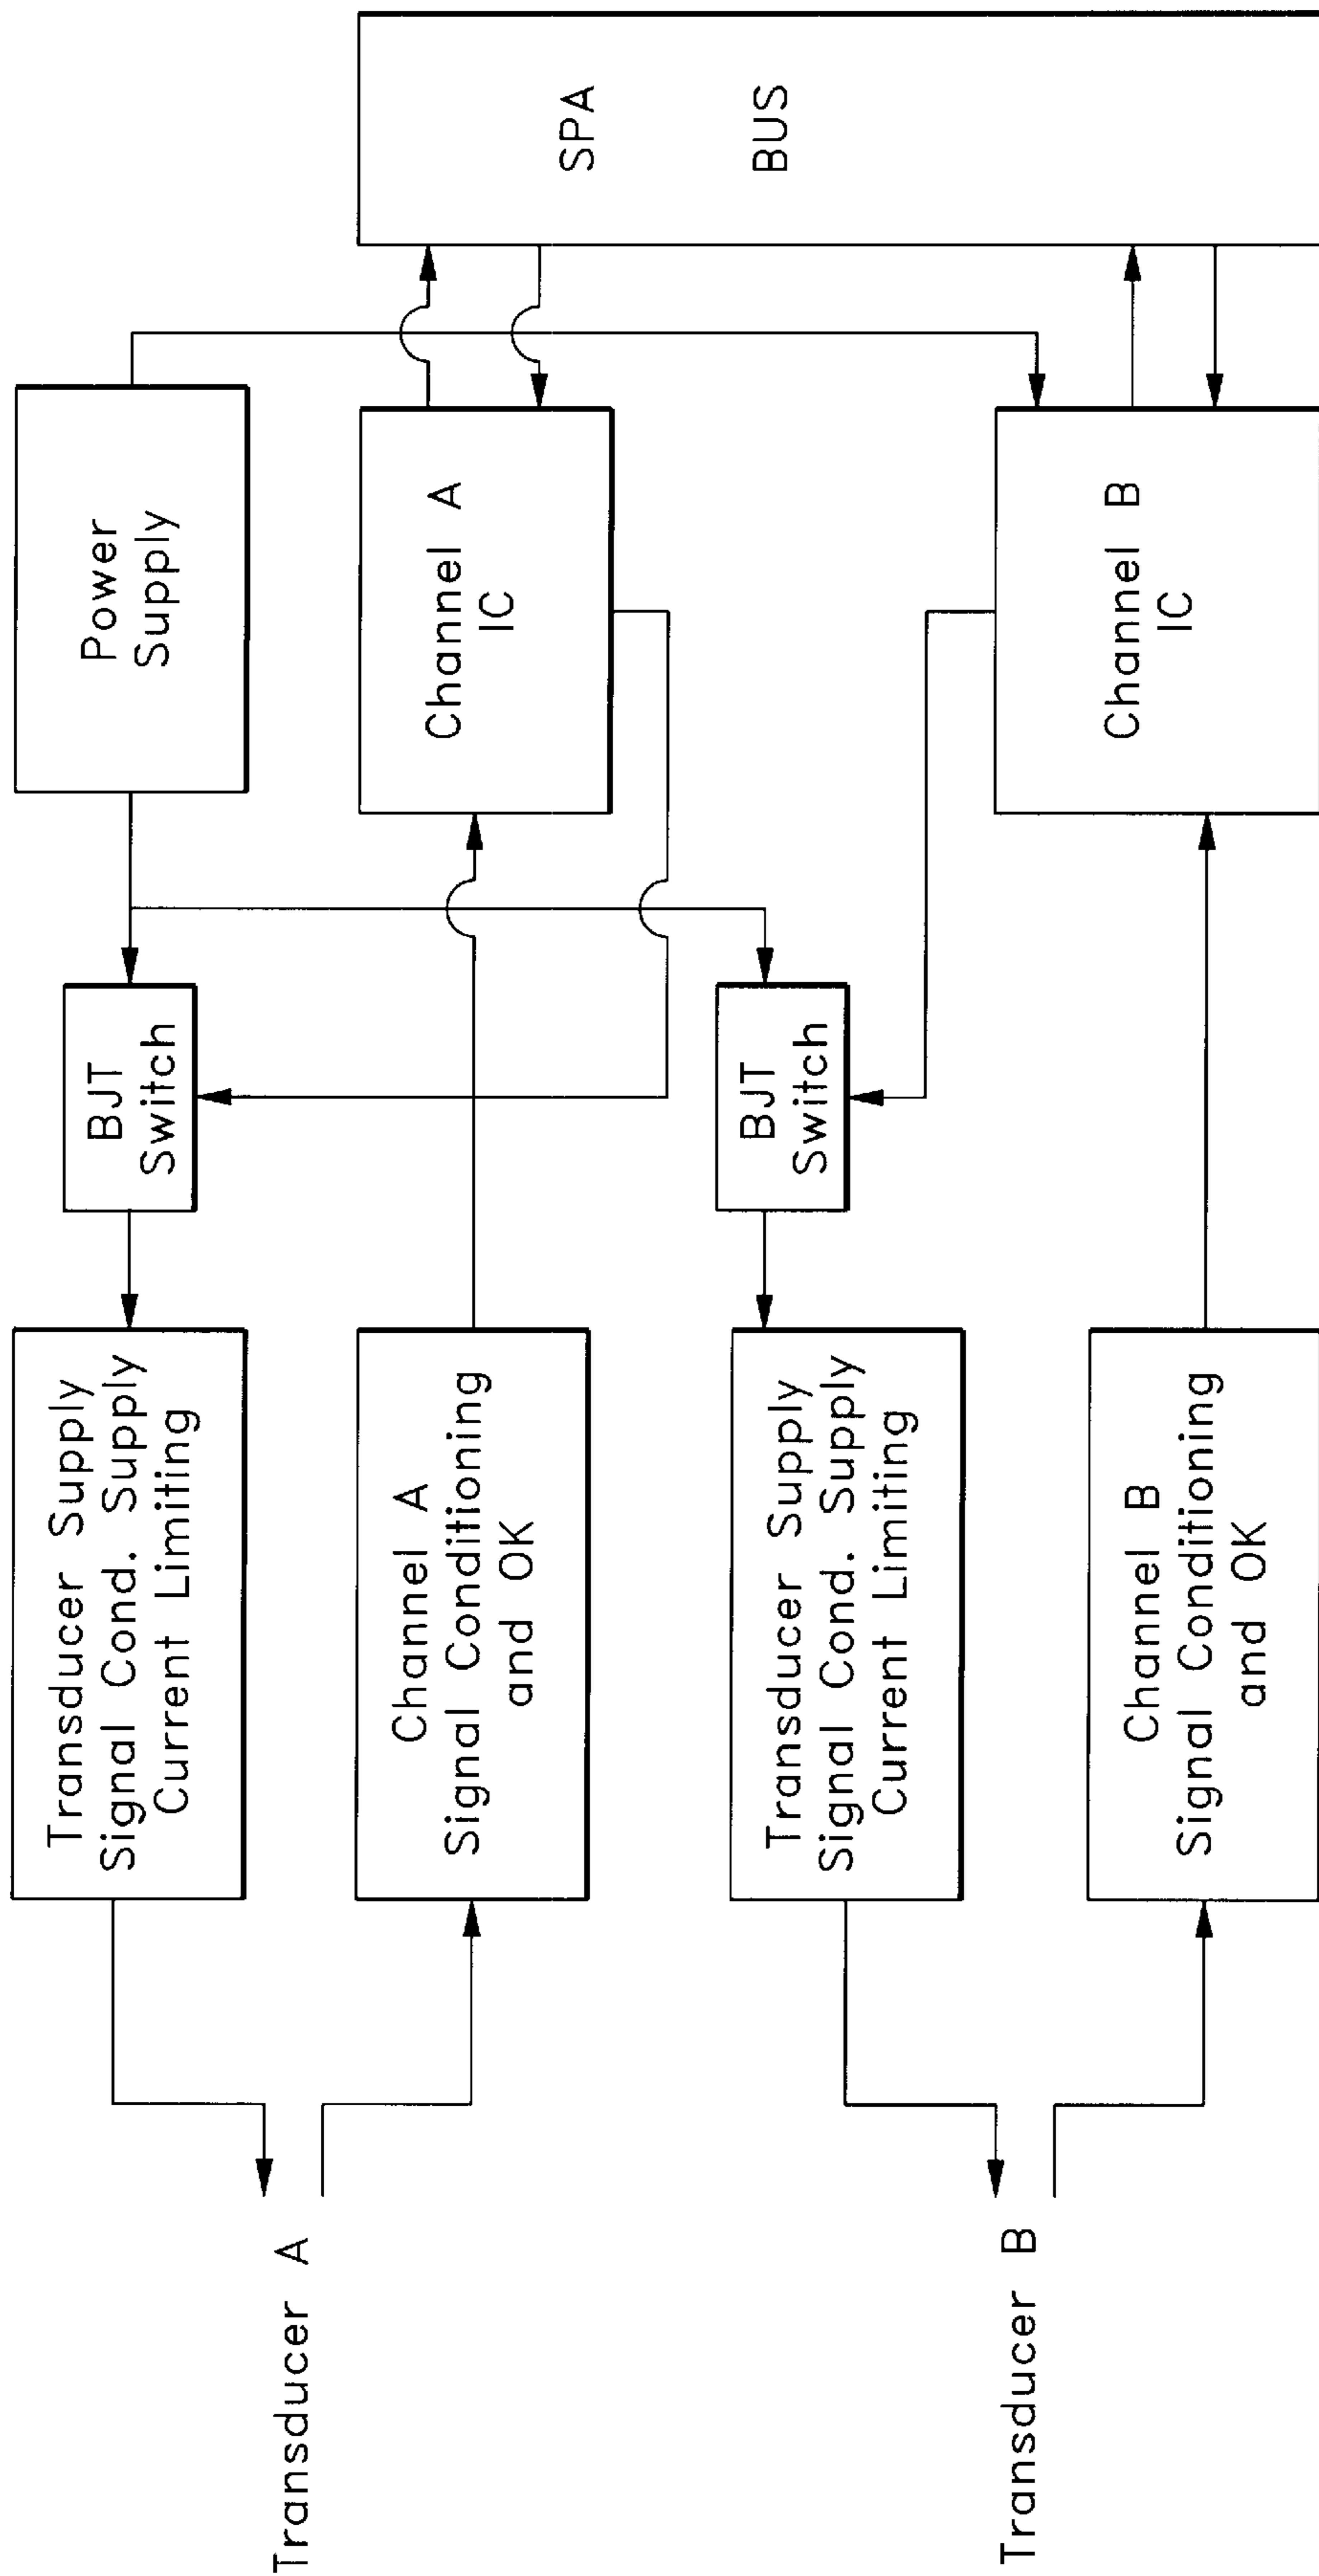 Transducer A
Transducer Supply
Signal Cond. Supply
Current Limiting
BJT
Switch
Power
Supply
Channel A
Signal Conditioning
and OK
Channel A
IC
SPA
BUS
Transducer B
Transducer Supply
Signal Cond. Supply
Current Limiting
BJT
Switch
Channel B
Signal Conditioning
and OK
Channel B
IC